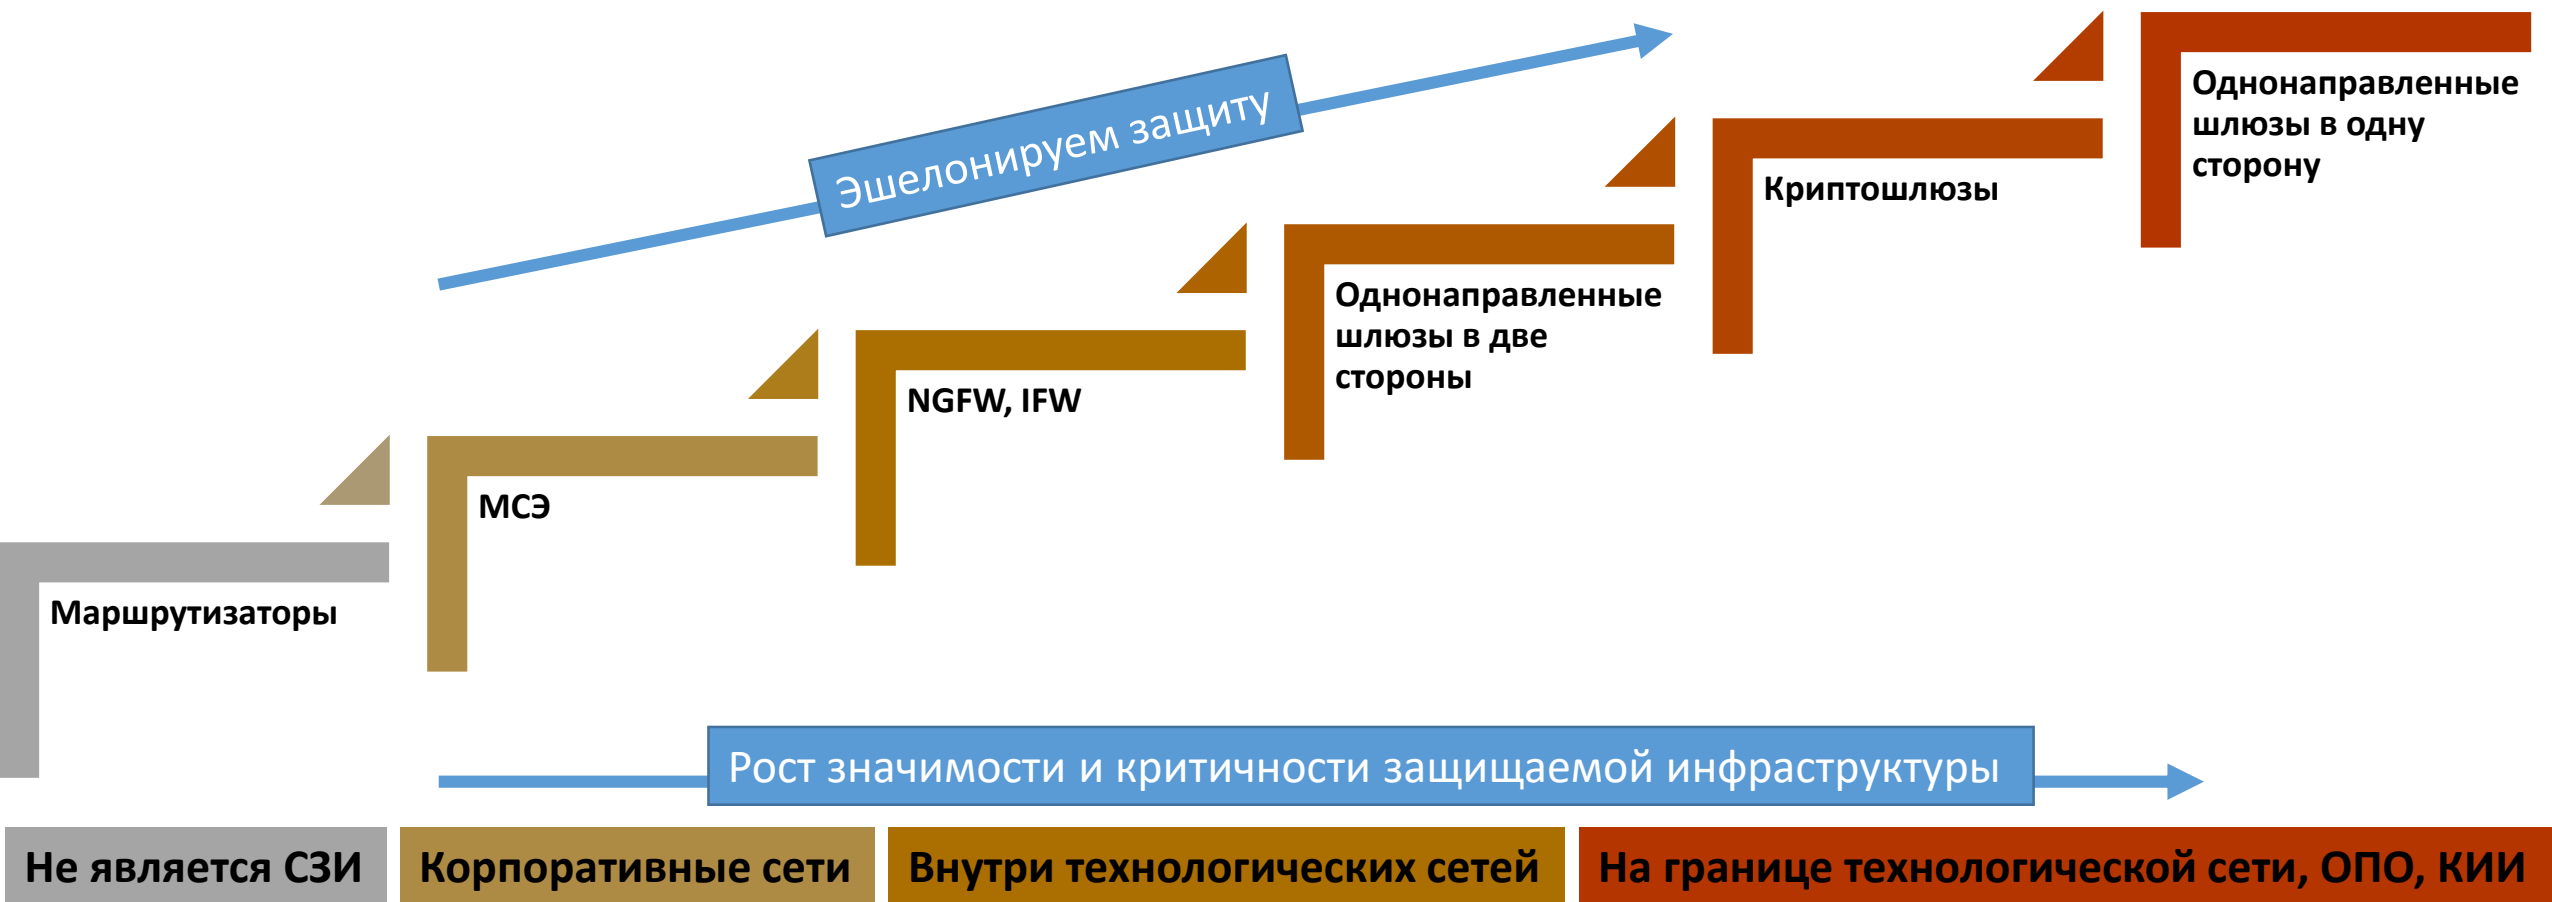 Эшелонируем защиту
Маршрутизаторы
МСЭ
NGFW, IFW
Однонаправленные
шлюзы в две
стороны
Криптошлюзы
Однонаправленные
шлюзы в одну
сторону
Рост значимости и критичности защищаемой инфраструктуры
Не является СЗИ
Корпоративные сети
Внутри технологических сетей
На границе технологической сети, ОПО, КИИ